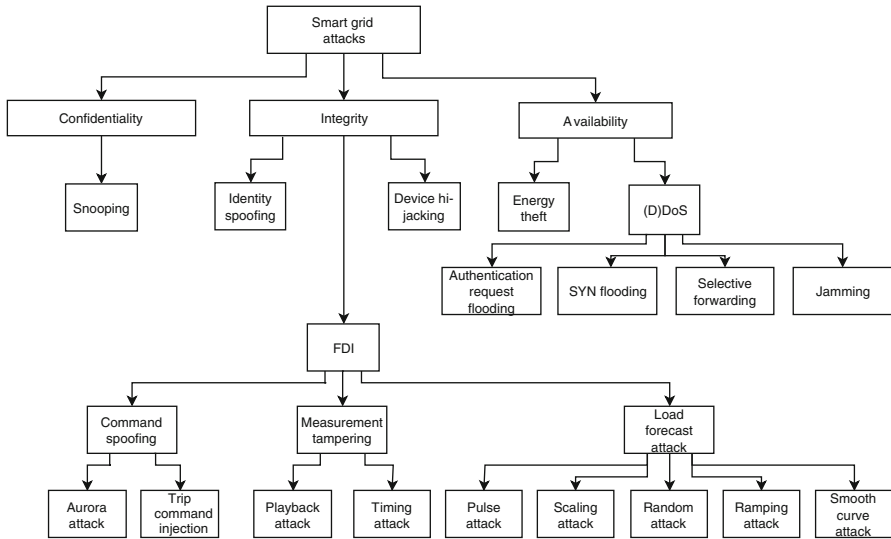 Smart grid
attacks
Confidentiality
Integrity
Availability
Snooping
Identity
spoofing
Device hi-
jacking
Energy
theft
(D)DoS
Authentication
request
flooding
SYN flooding
Selective
forwarding
Jamming
FDI
Command
spoofing
Measurement
tampering
Load
forecast
attack
Aurora
attack
Trip
command
injection
Playback
attack
Timing
attack
Pulse
attack
Scaling
attack
Random
attack
Ramping
attack
Smooth
curve
attack